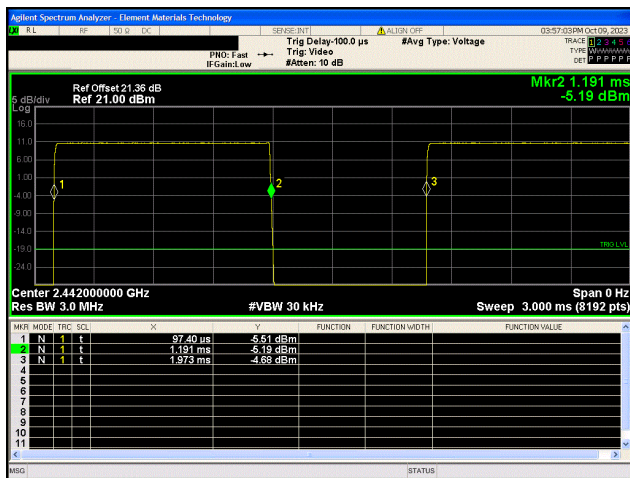 Agilent Spectrum Analyzer - Element Materials Technology
RL RF 50 Ω DC SENSE:INT ALIGN OFF 03:57:03 PM Oct 09, 2023
Trig Delay-100.0 µs #Avg Type: Voltage TRACE 1 2 3 4 5 6
PNO: Fast Trig: Video TYPE
IFGain:Low #Atten: 10 dB DET P P P P P
Mkr2 1.191 ms
-5.19 dBm
Ref Offset 21.36 dB
5 dB/div Ref 21.00 dBm
Log
16.0
11.0
6.00
1.00
-4.00
-9.00
-14.0
-19.0
-24.0
1
2
3
TRIG LVL
Center 2.442000000 GHz Span 0 Hz
Res BW 3.0 MHz #VBW 30 kHz Sweep 3.000 ms (8192 pts)
MKR MODE TRC SCL X Y FUNCTION FUNCTION WIDTH FUNCTION VALUE
1 N 1 t 97.40 µs -5.51 dBm
2 N 1 t 1.191 ms -5.19 dBm
3 N 1 t 1.973 ms -4.68 dBm
4
5
6
7
8
9
10
11
MSG STATUS